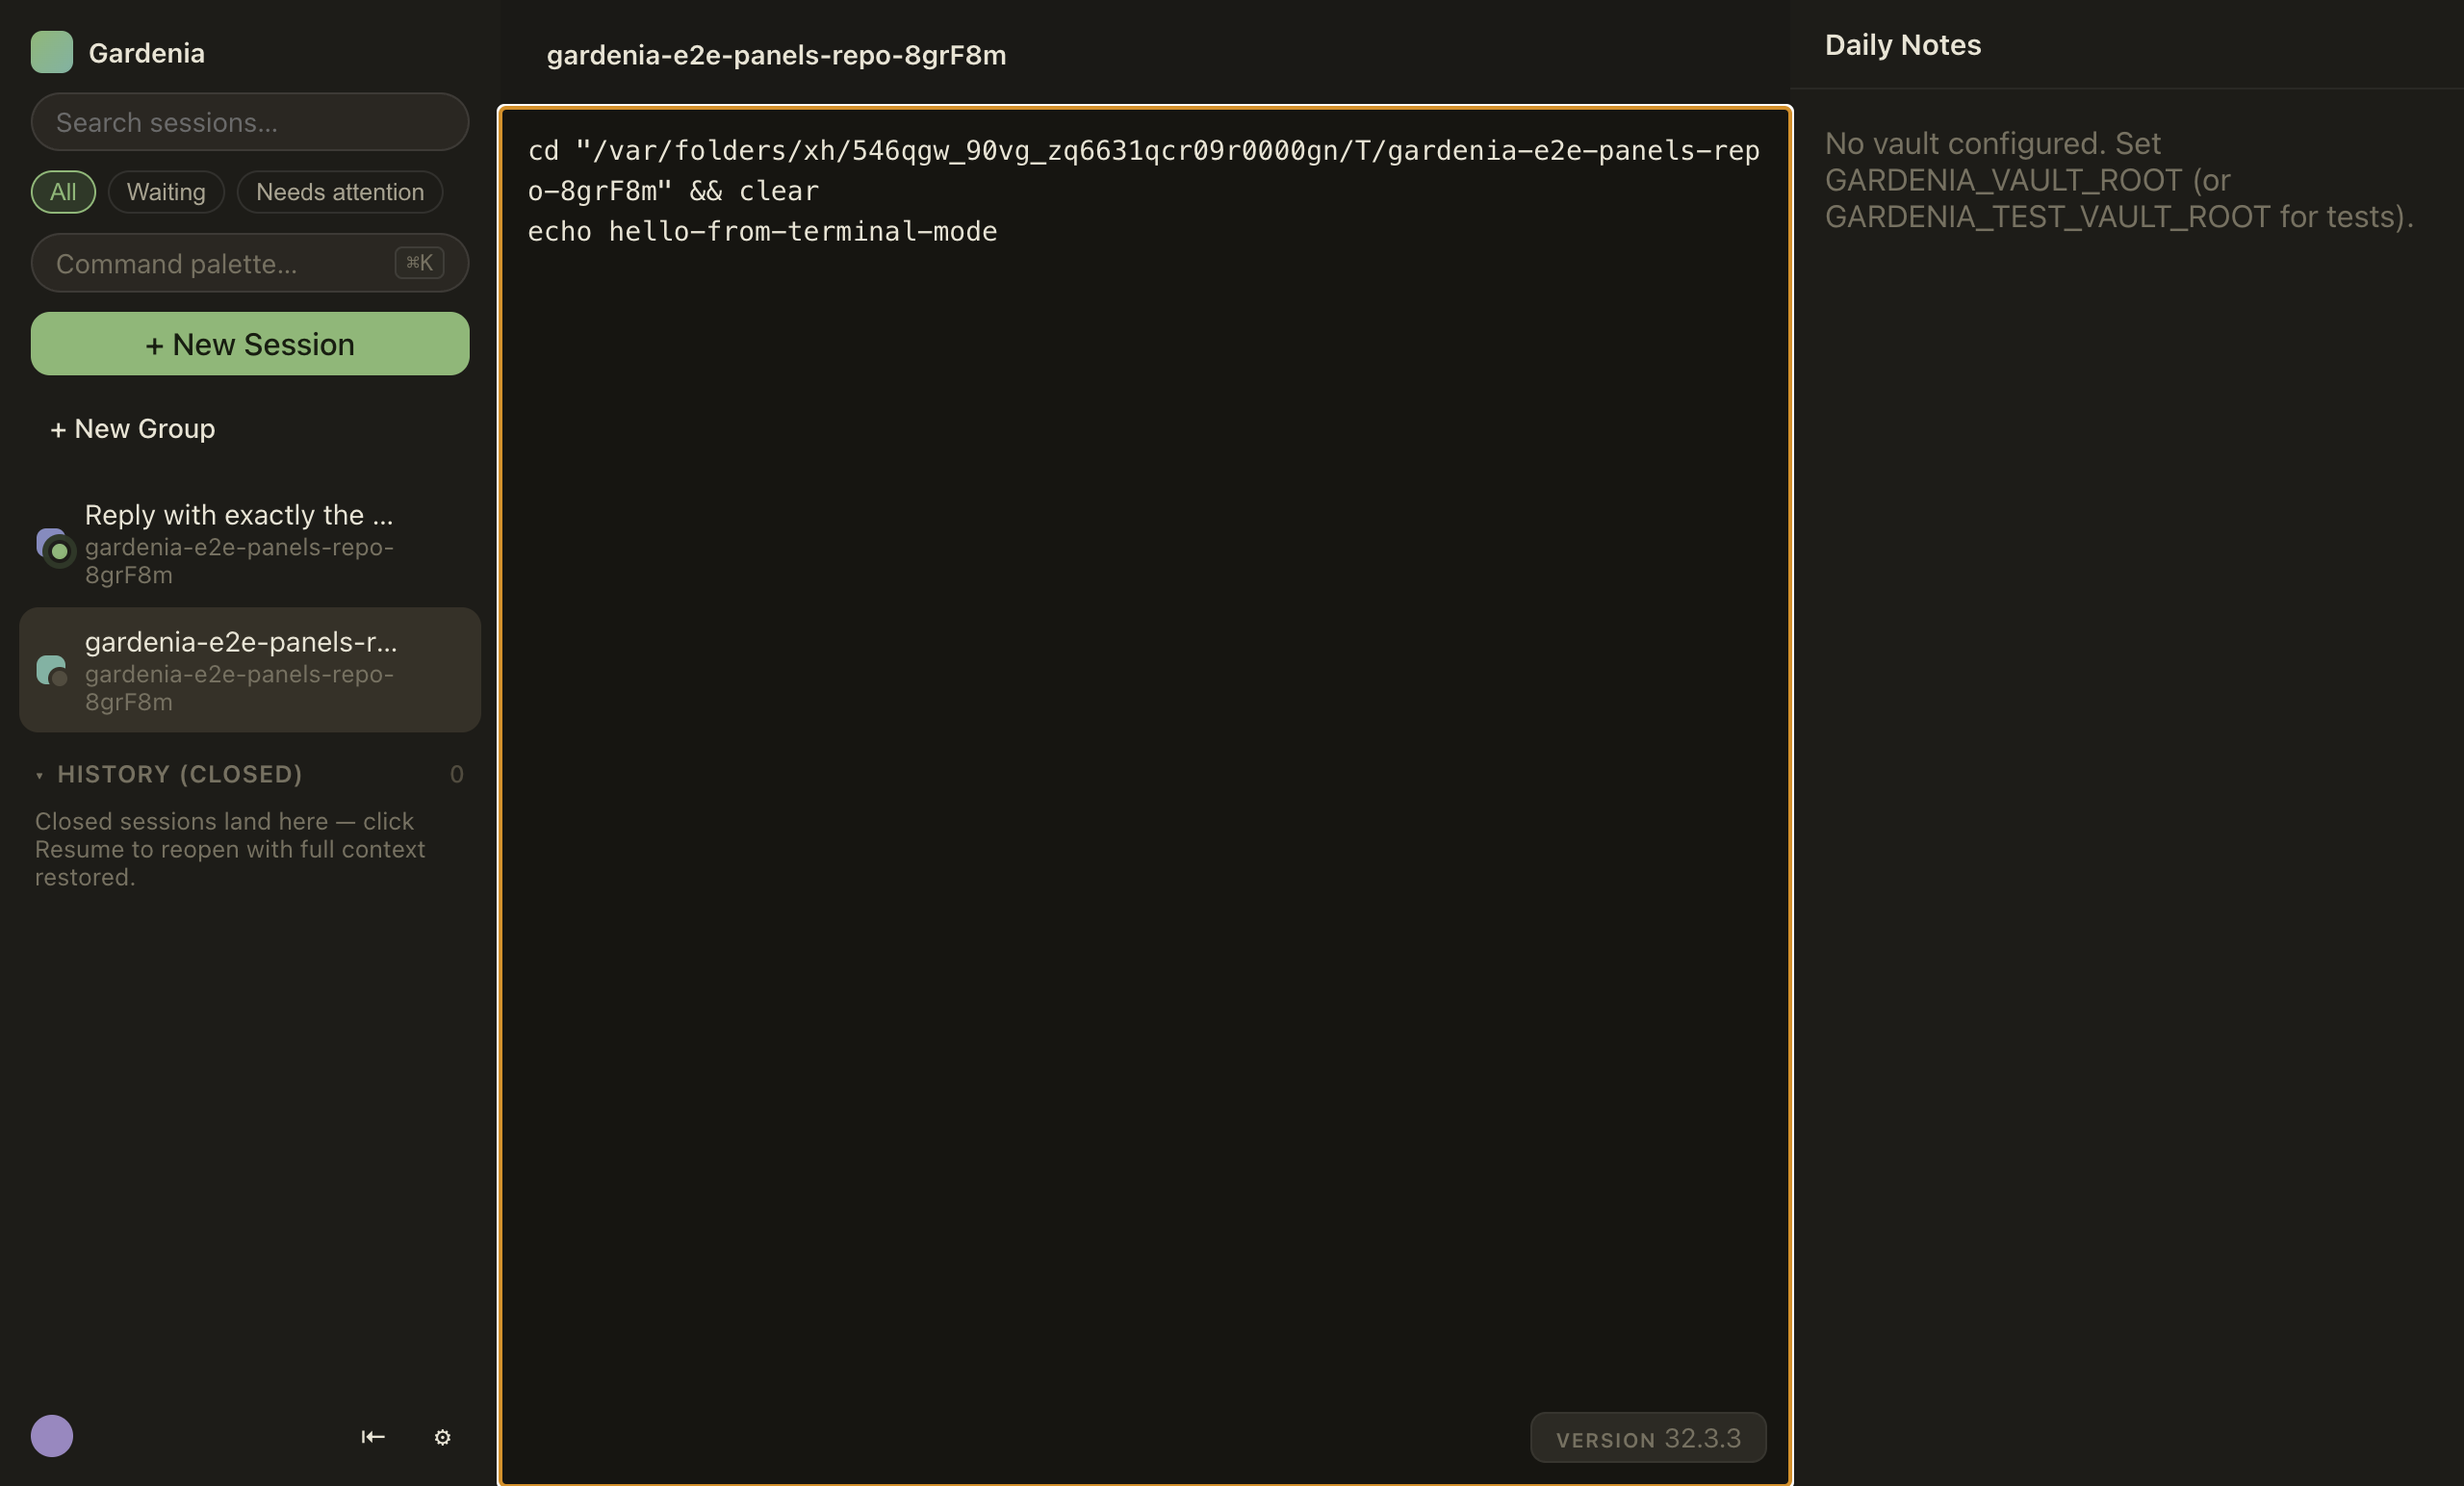 Gardenia
Search sessions...
All
Waiting
Needs attention
Command palette...
⌘K
+ New Session
+ New Group
Reply with exactly the ...
gardenia-e2e-panels-repo-
8grF8m
gardenia-e2e-panels-r...
gardenia-e2e-panels-repo-
8grF8m
HISTORY (CLOSED)
0
Closed sessions land here — click
Resume to reopen with full context
restored.
gardenia-e2e-panels-repo-8grF8m
cd "/var/folders/xh/546qgw_90vg_zq6631qcr09r0000gn/T/gardenia-e2e-panels-rep
o-8grF8m" && clear
echo hello-from-terminal-mode
VERSION 32.3.3
Daily Notes
No vault configured. Set
GARDENIA_VAULT_ROOT (or
GARDENIA_TEST_VAULT_ROOT for tests).